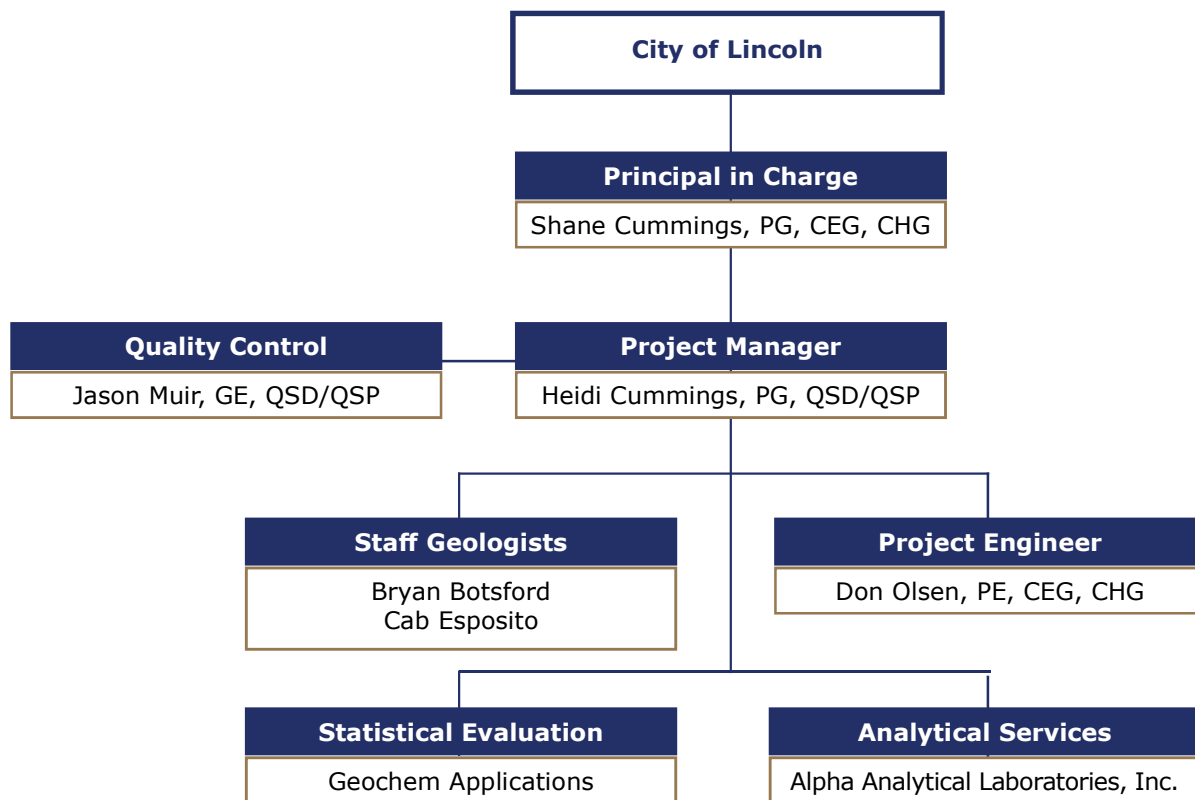 City of Lincoln
Principal in Charge
Shane Cummings, PG, CEG, CHG
Quality Control
Jason Muir, GE, QSD/QSP
Project Manager
Heidi Cummings, PG, QSD/QSP
Staff Geologists
Bryan Botsford
Cab Esposito
Project Engineer
Don Olsen, PE, CEG, CHG
Statistical Evaluation
Geochem Applications
Analytical Services
Alpha Analytical Laboratories, Inc.